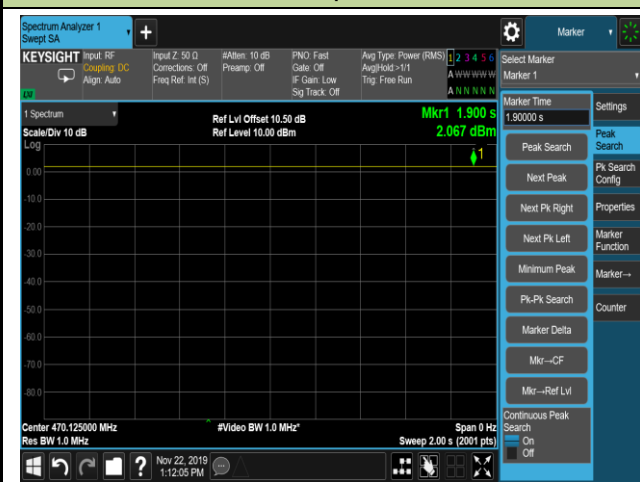 Spectrum Analyzer 1
Swept SA
Marker
KEYSIGHT
Input: RF
Coupling: DC
Align: Auto
Input Z: 50 Ω
Corrections: Off
Freq Ref: Int (S)
#Atten: 10 dB
Preamp: Off
PNO: Fast
Gate: Off
IF Gain: Low
Sig Track: Off
Avg Type: Power (RMS)
Avg|Hold:>1/1
Trig: Free Run
1 2 3 4 5 6
A W W W W W
A N N N N N
Select Marker
Marker 1
Marker Time
1.90000 s
Settings
Peak Search
Next Peak
Next Pk Right
Next Pk Left
Minimum Peak
Pk-Pk Search
Marker Delta
Mkr→CF
Mkr→Ref Lvl
Continuous Peak
Search
On
Off
Peak
Search
Pk Search
Config
Properties
Marker
Function
Marker→
Counter
1 Spectrum
Scale/Div 10 dB
Log
Ref Lvl Offset 10.50 dB
Ref Level 10.00 dBm
Mkr1 1.900 s
2.067 dBm
1
0.00
-10.0
-20.0
-30.0
-40.0
-50.0
-60.0
-70.0
-80.0
Center 470.125000 MHz
Res BW 1.0 MHz
#Video BW 1.0 MHz*
Span 0 Hz
Sweep 2.00 s (2001 pts)
?
Nov 22, 2019
1:12:05 PM